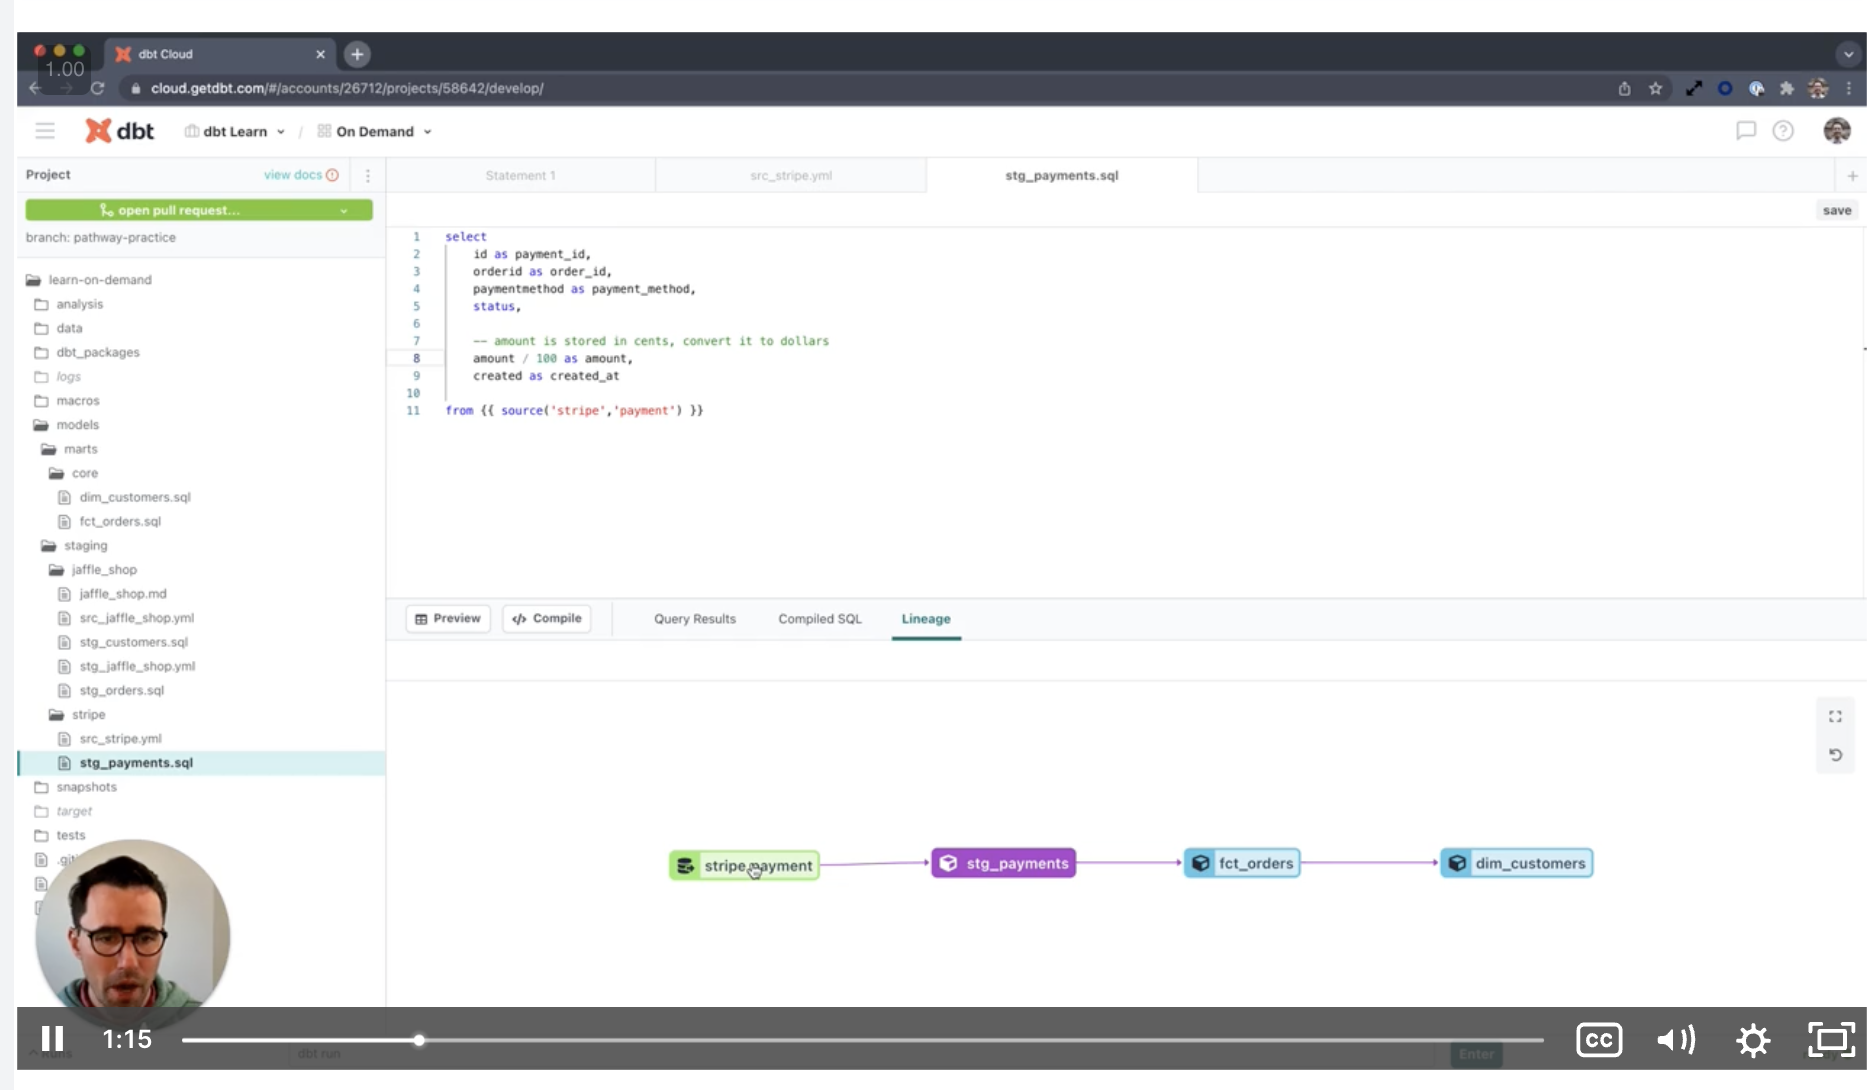 dbt Cloud
1.00
cloud.getdbt.com/#/accounts/26712/projects/58642/develop/
dbt
dbt Learn
/
On Demand
Project
view docs
Statement 1
src_stripe.yml
stg_payments.sql
open pull request...
save
branch: pathway-practice
learn-on-demand
analysis
data
dbt_packages
logs
macros
models
marts
core
dim_customers.sql
fct_orders.sql
staging
jaffle_shop
jaffle_shop.md
src_jaffle_shop.yml
stg_customers.sql
stg_jaffle_shop.yml
stg_orders.sql
stripe
src_stripe.yml
stg_payments.sql
snapshots
target
tests
1 select
2 id as payment_id,
3 orderid as order_id,
4 paymentmethod as payment_method,
5 status,
6
7 -- amount is stored in cents, convert it to dollars
8 amount / 100 as amount,
9 created as created_at
10
11 from {{ source('stripe','payment') }}
Preview
</> Compile
Query Results
Compiled SQL
Lineage
stg_payments
fct_orders
dim_customers
1:15
CC
Runs
dbt run
Enter